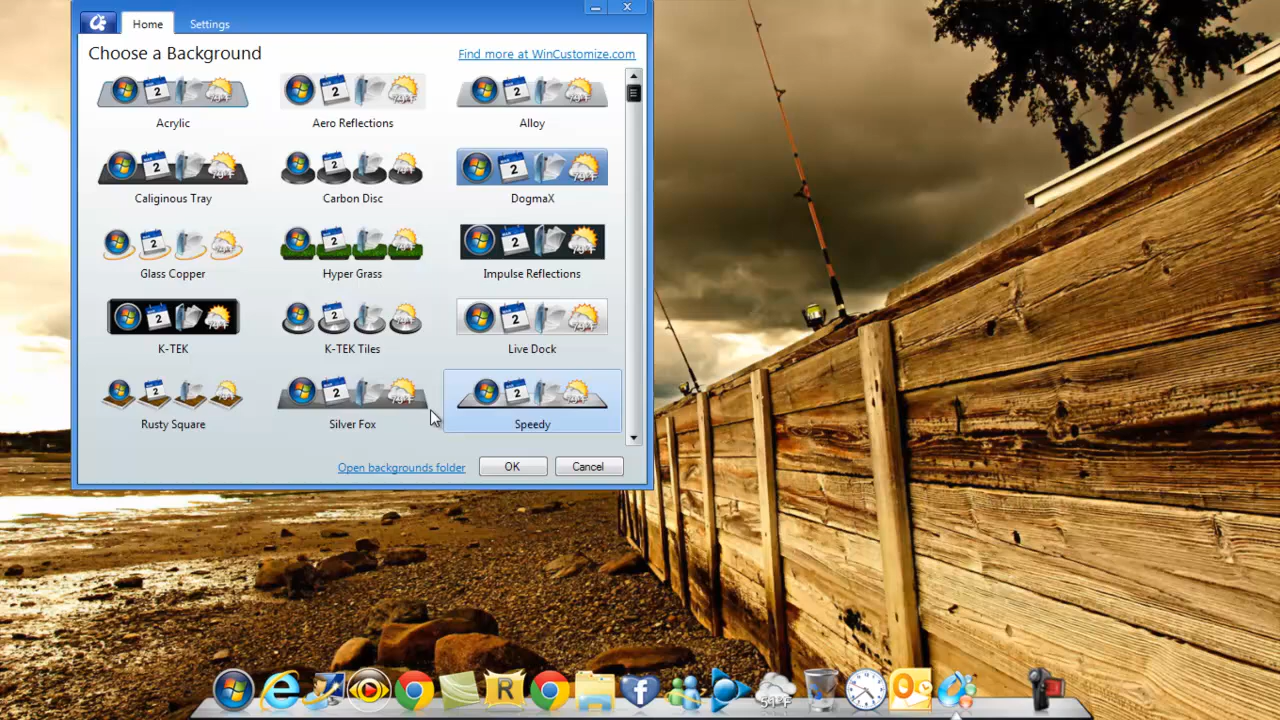 Home Settings
Choose a Background
Find more at WinCustomize.com
Acrylic
Aero Reflections
Alloy
Caliginous Tray
Carbon Disc
DogmaX
Glass Copper
Hyper Grass
Impulse Reflections
K-TEK
K-TEK Tiles
Live Dock
Rusty Square
Silver Fox
Speedy
Open backgrounds folder
OK
Cancel
59°F